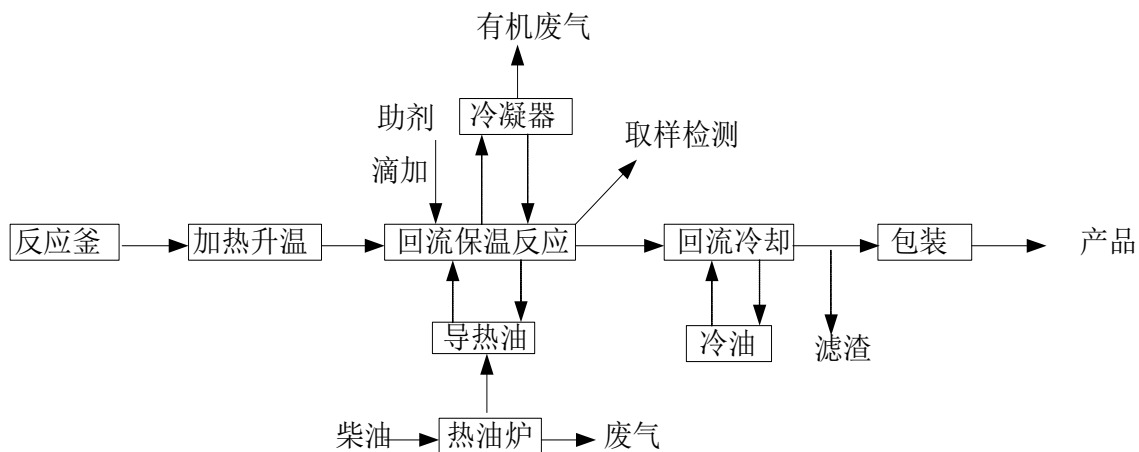 有机废气
助剂
冷凝器
取样检测
滴加
反应釜
加热升温
回流保温反应
回流冷却
包装
产品
导热油
冷油
滤渣
柴油
热油炉
废气